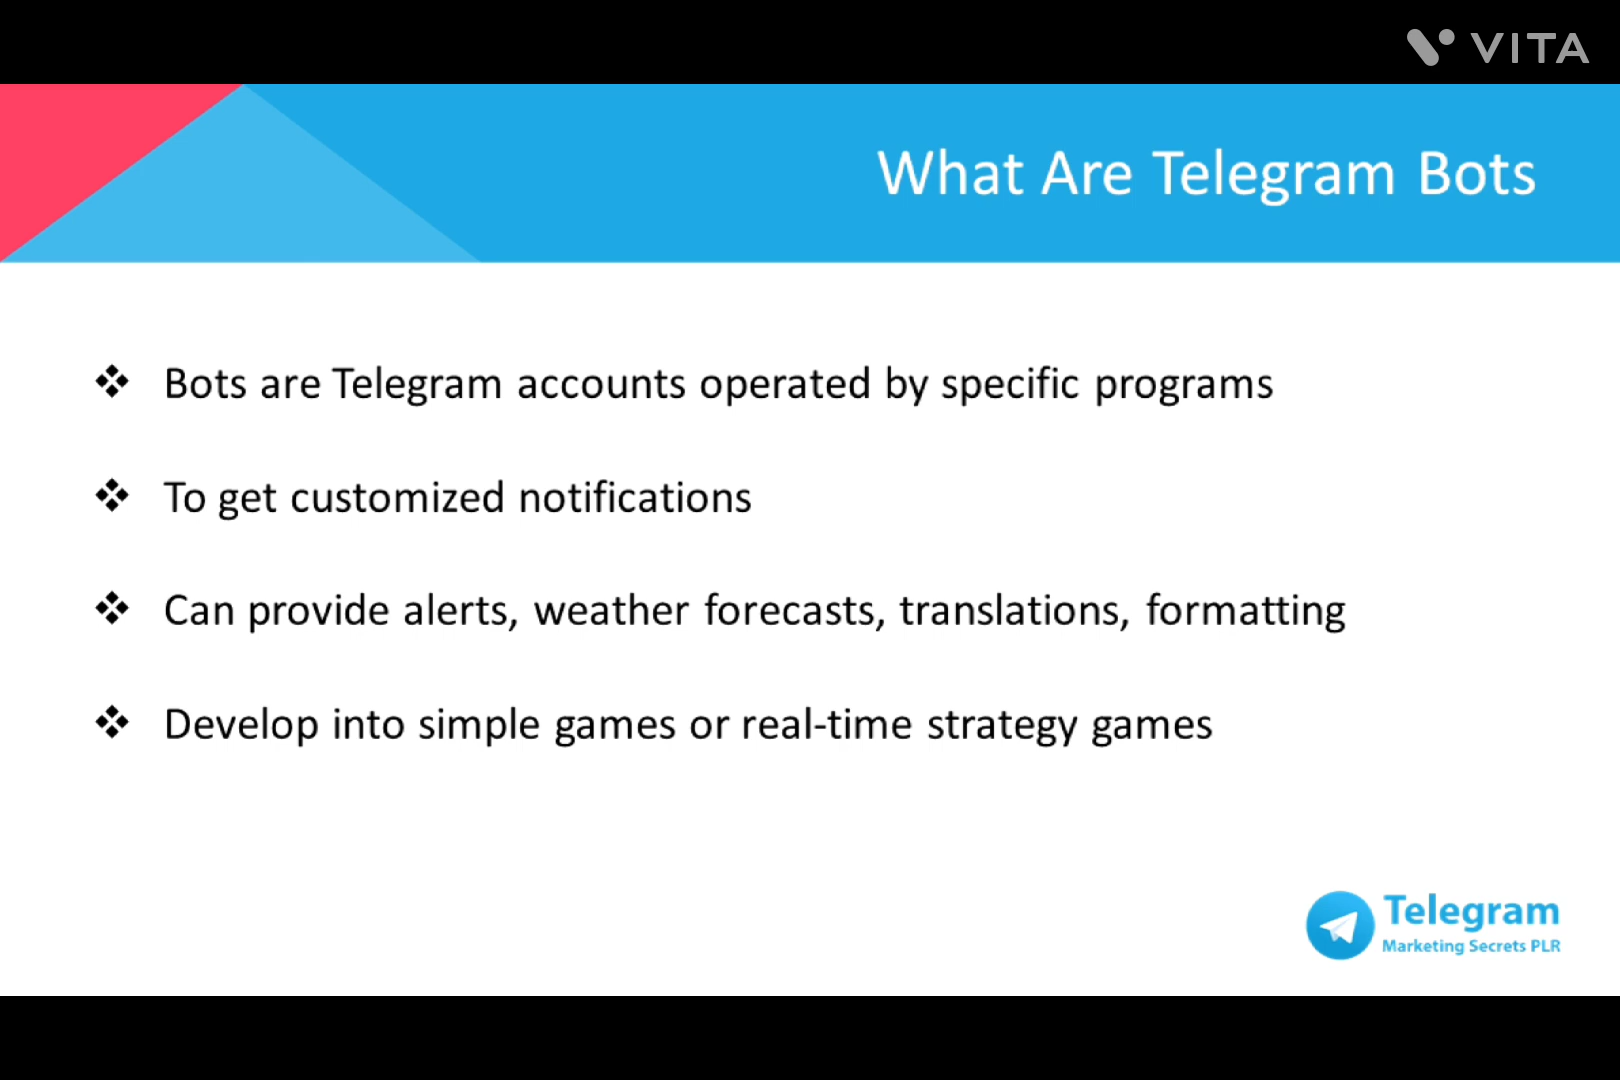 VITA
What Are Telegram Bots
❖ Bots are Telegram accounts operated by specific programs
❖ To get customized notifications
❖ Can provide alerts, weather forecasts, translations, formatting
❖ Develop into simple games or real-time strategy games
Telegram
Marketing Secrets PLR